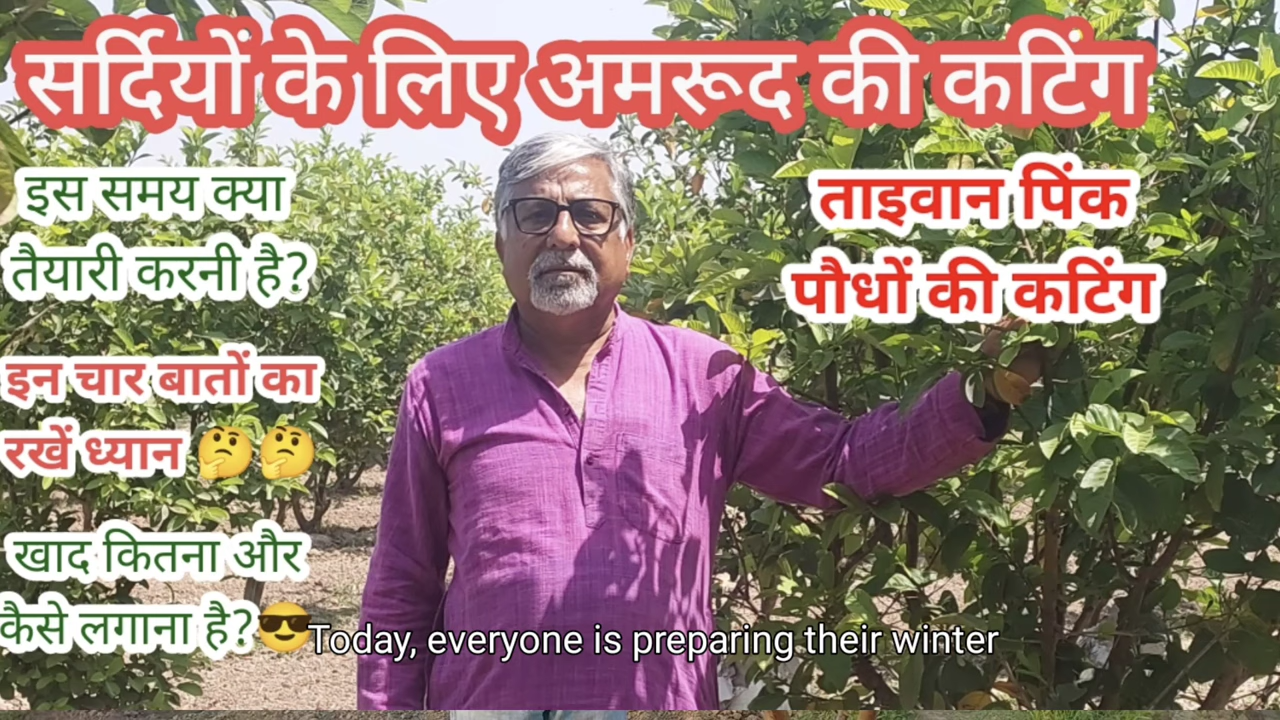 सर्दियों के लिए अमरूद की कटिंग
इस समय क्या
तैयारी करनी है?
इन चार बातों का
रखें ध्यान 🤔🤔
खाद कितना और
कैसे लगाना है?😎
ताइवान पिंक
पौधों की कटिंग
Today, everyone is preparing their winter